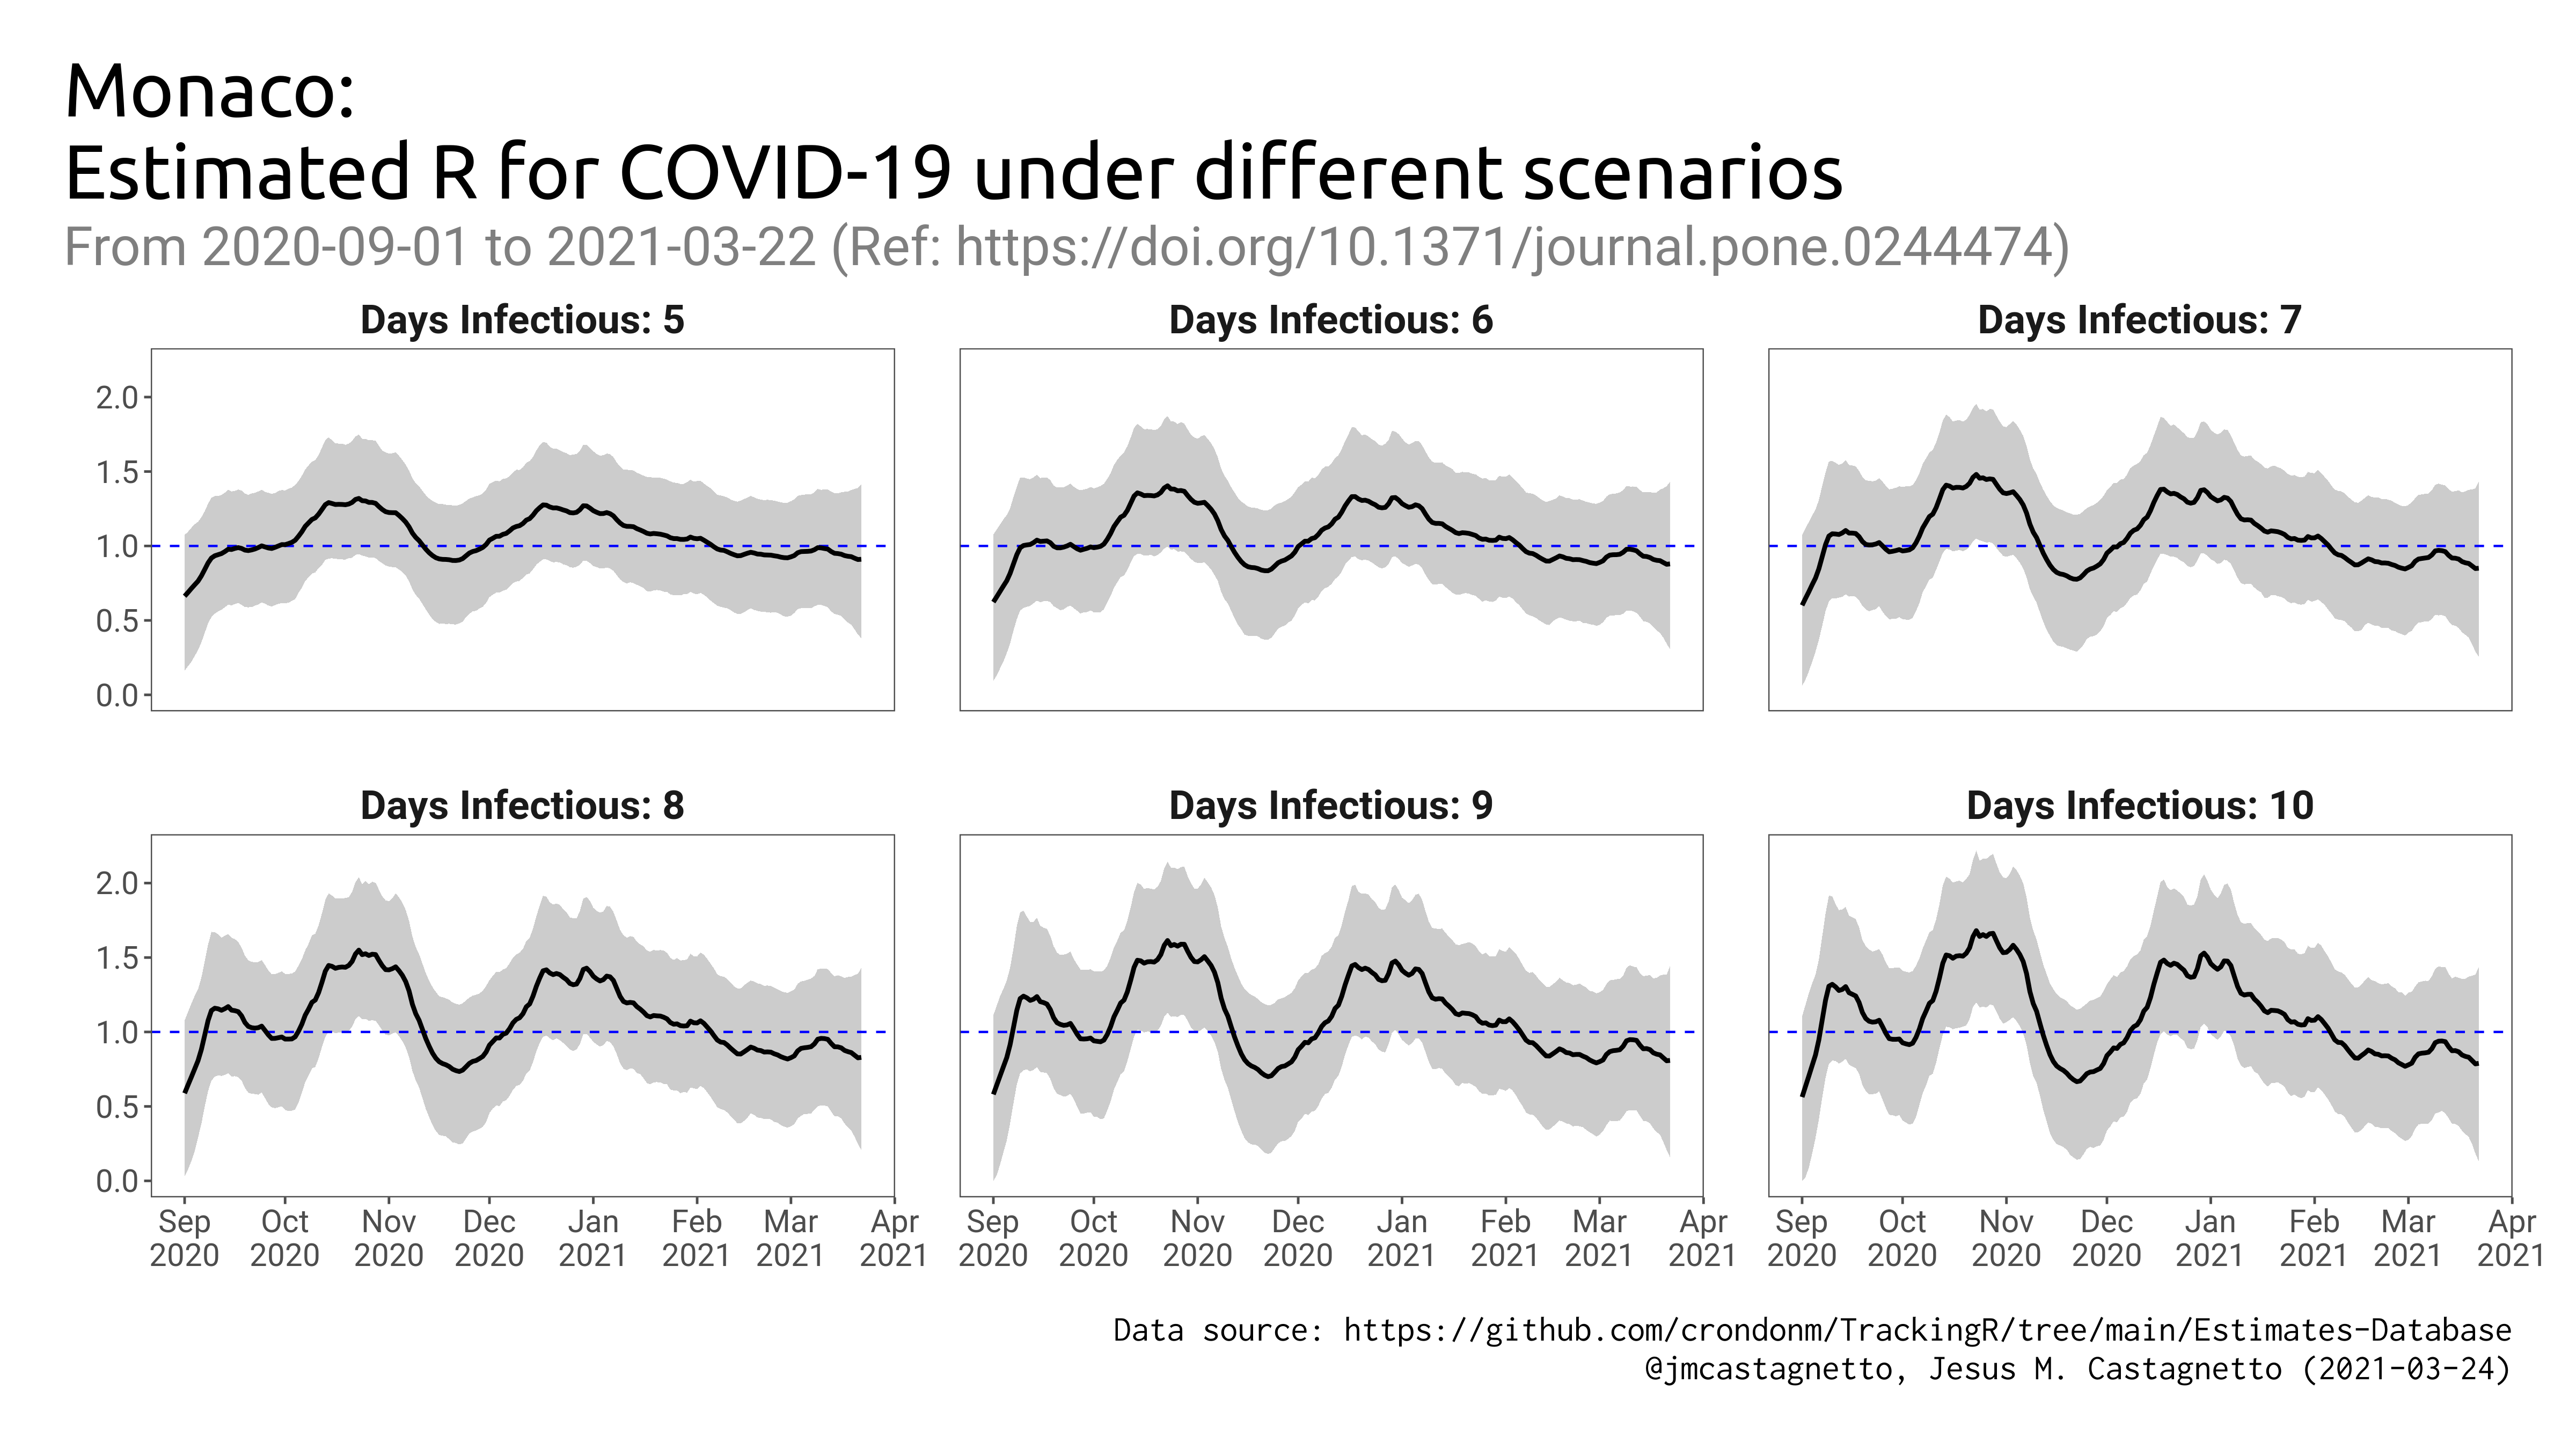 Monaco:
Estimated R for COVID-19 under different scenarios
From 2020-09-01 to 2021-03-22 (Ref: https://doi.org/10.1371/journal.pone.0244474)
Days Infectious: 5
Days Infectious: 6
Days Infectious: 7
2.0
1.5
1.0
0.5
0.0
Days Infectious: 8
Days Infectious: 9
Days Infectious: 10
2.0
1.5
1.0
0.5
0.0
Sep Oct Nov Dec Jan Feb Mar Apr
2020 2020 2020 2020 2021 2021 2021 2021
Sep Oct Nov Dec Jan Feb Mar Apr
2020 2020 2020 2020 2021 2021 2021 2021
Sep Oct Nov Dec Jan Feb Mar Apr
2020 2020 2020 2020 2021 2021 2021 2021
Data source: https://github.com/crondonm/TrackingR/tree/main/Estimates-Database
@jmcastagnetto, Jesus M. Castagnetto (2021-03-24)